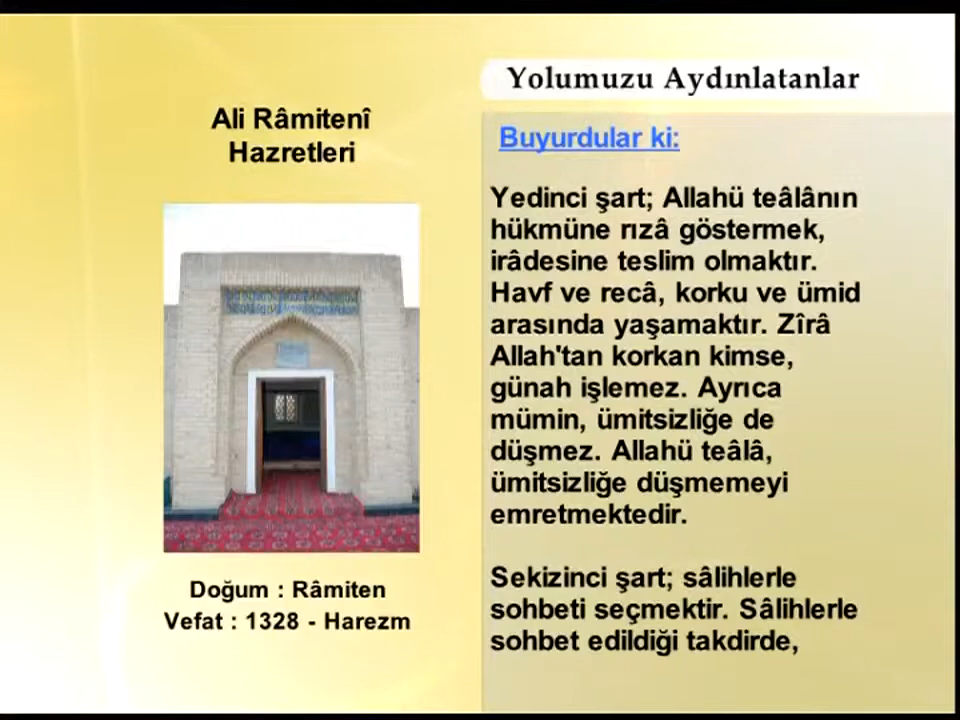 Yolumuzu Aydınlatanlar
Ali Râmitenî
Hazretleri
Doğum : Râmiten
Vefat : 1328 - Harezm
Buyurdular ki:
Yedinci şart; Allahü teâlânın
hükmüne rızâ göstermek,
irâdesine teslim olmaktır.
Havf ve recâ, korku ve ümid
arasında yaşamaktır. Zîrâ
Allah'tan korkan kimse,
günah işlemez. Ayrıca
mümin, ümitsizliğe de
düşmez. Allahü teâlâ,
ümitsizliğe düşmemeyi
emretmektedir.
Sekizinci şart; sâlihlerle
sohbeti seçmektir. Sâlihlerle
sohbet edildiği takdirde,